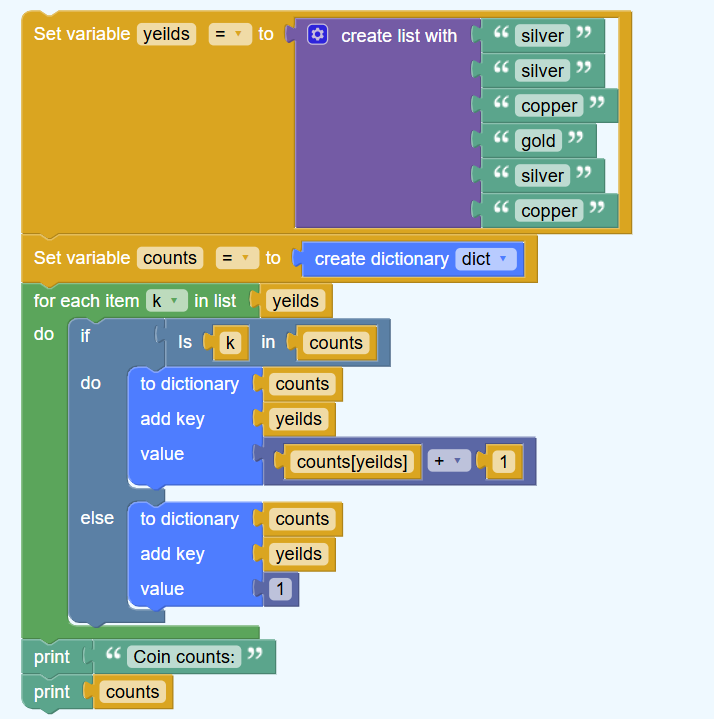 Set variable yeilds = to create list with “ silver ”
“ silver ”
“ copper ”
“ gold ”
“ silver ”
“ copper ”
Set variable counts = to create dictionary dict
for each item k in list yeilds
do if Is k in counts
do to dictionary counts
add key yeilds
value counts[yeilds] + 1
else to dictionary counts
add key yeilds
value 1
print “ Coin counts: ”
print counts